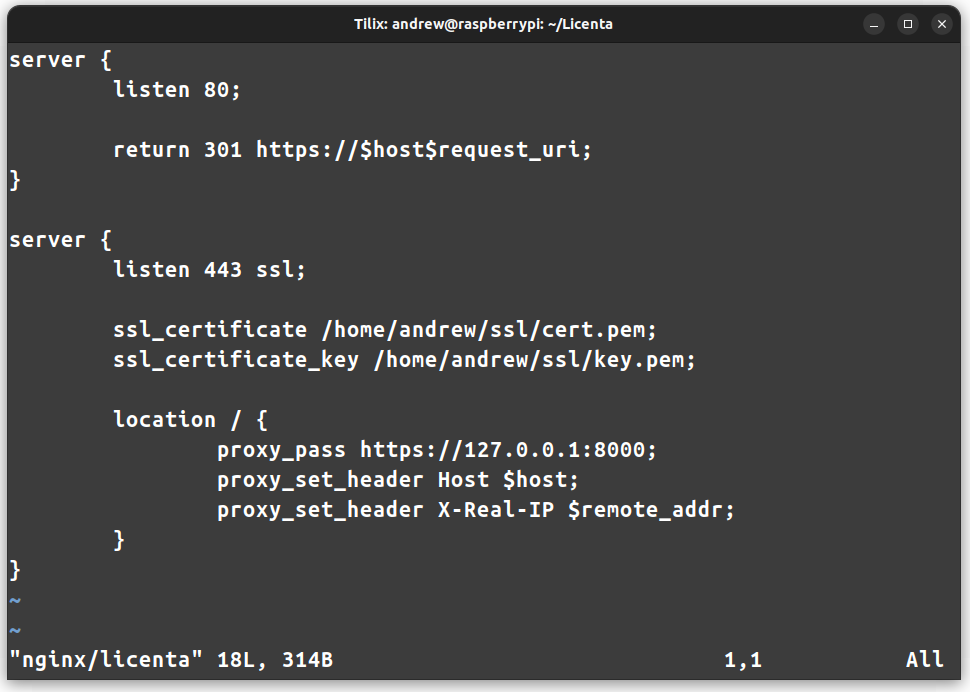 Tilix: andrew@raspberrypi: ~/Licenta
server {
        listen 80;

        return 301 https://$host$request_uri;
}

server {
        listen 443 ssl;

        ssl_certificate /home/andrew/ssl/cert.pem;
        ssl_certificate_key /home/andrew/ssl/key.pem;

        location / {
                proxy_pass https://127.0.0.1:8000;
                proxy_set_header Host $host;
                proxy_set_header X-Real-IP $remote_addr;
        }
}
~
~
"nginx/licenta" 18L, 314B 1,1 All